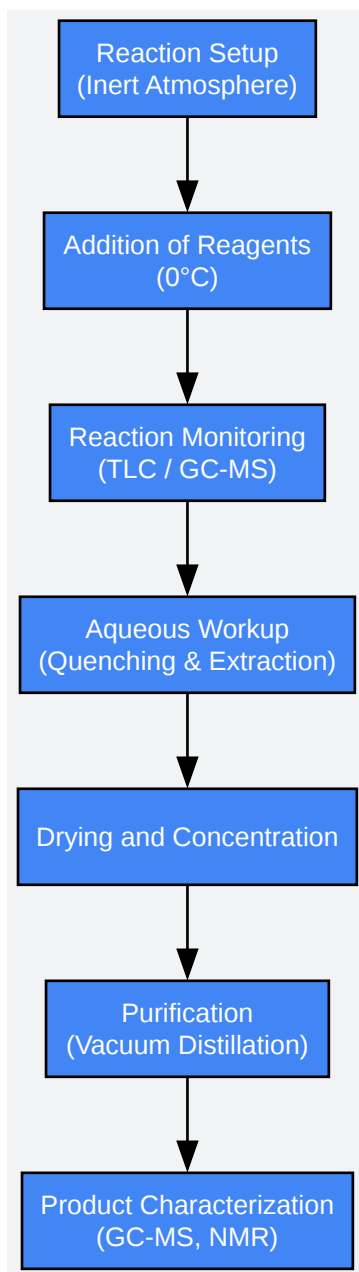 Reaction Setup
(Inert Atmosphere)
Addition of Reagents
(0°C)
Reaction Monitoring
(TLC / GC-MS)
Aqueous Workup
(Quenching & Extraction)
Drying and Concentration
Purification
(Vacuum Distillation)
Product Characterization
(GC-MS, NMR)